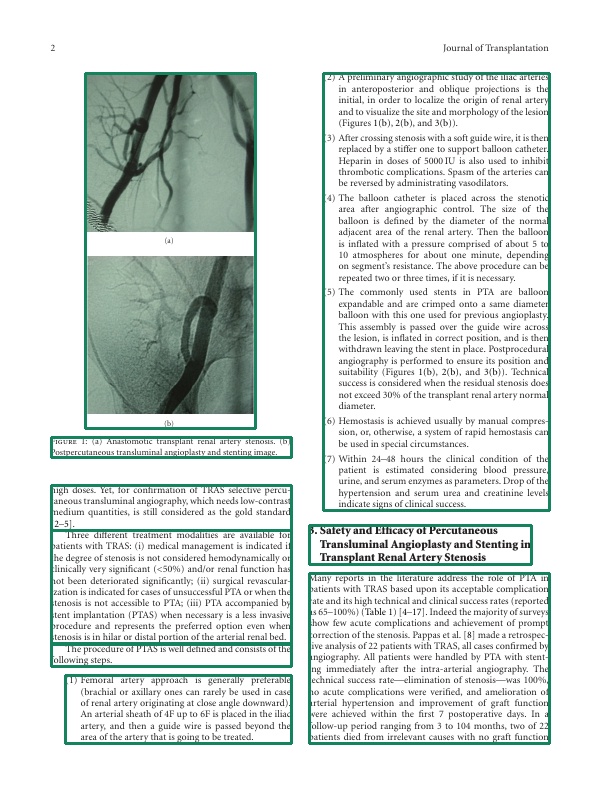 2
Journal of Transplantation
(a)
(b)
Figure 1: (a) Anastomotic transplant renal artery stenosis. (b)
Postpercutaneous transluminal angioplasty and stenting image.
high doses. Yet, for confirmation of TRAS selective percu-
taneous transluminal angiography, which needs low-contrast
medium quantities, is still considered as the gold standard
[2–5].
Three different treatment modalities are available for
patients with TRAS: (i) medical management is indicated if
the degree of stenosis is not considered hemodynamically or
clinically very significant (<50%) and/or renal function has
not been deteriorated significantly; (ii) surgical revascular-
ization is indicated for cases of unsuccessful PTA or when the
stenosis is not accessible to PTA; (iii) PTA accompanied by
stent implantation (PTAS) when necessary is a less invasive
procedure and represents the preferred option even when
stenosis is in hilar or distal portion of the arterial renal bed.
The procedure of PTAS is well defined and consists of the
following steps.
(1) Femoral artery approach is generally preferable
(brachial or axillary ones can rarely be used in case
of renal artery originating at close angle downward).
An arterial sheath of 4F up to 6F is placed in the iliac
artery, and then a guide wire is passed beyond the
area of the artery that is going to be treated.
(2) A preliminary angiographic study of the iliac arteries
in anteroposterior and oblique projections is the
initial, in order to localize the origin of renal artery
and to visualize the site and morphology of the lesion
(Figures 1(b), 2(b), and 3(b)).
(3) After crossing stenosis with a soft guide wire, it is then
replaced by a stiffer one to support balloon catheter.
Heparin in doses of 5000 IU is also used to inhibit
thrombotic complications. Spasm of the arteries can
be reversed by administrating vasodilators.
(4) The balloon catheter is placed across the stenotic
area after angiographic control. The size of the
balloon is defined by the diameter of the normal
adjacent area of the renal artery. Then the balloon
is inflated with a pressure comprised of about 5 to
10 atmospheres for about one minute, depending
on segment's resistance. The above procedure can be
repeated two or three times, if it is necessary.
(5) The commonly used stents in PTA are balloon
expandable and are crimped onto a same diameter
balloon with this one used for previous angioplasty.
This assembly is passed over the guide wire across
the lesion, is inflated in correct position, and is then
withdrawn leaving the stent in place. Postprocedural
angiography is performed to ensure its position and
suitability (Figures 1(b), 2(b), and 3(b)). Technical
success is considered when the residual stenosis does
not exceed 30% of the transplant renal artery normal
diameter.
(6) Hemostasis is achieved usually by manual compres-
sion, or, otherwise, a system of rapid hemostasis can
be used in special circumstances.
(7) Within 24–48 hours the clinical condition of the
patient is estimated considering blood pressure,
urine, and serum enzymes as parameters. Drop of the
hypertension and serum urea and creatinine levels
indicate signs of clinical success.
3. Safety and Efficacy of Percutaneous
Transluminal Angioplasty and Stenting in
Transplant Renal Artery Stenosis
Many reports in the literature address the role of PTA in
patients with TRAS based upon its acceptable complication
rate and its high technical and clinical success rates (reported
as 65–100%) (Table 1) [4–17]. Indeed the majority of surveys
show few acute complications and achievement of prompt
correction of the stenosis. Pappas et al. [8] made a retrospec-
tive analysis of 22 patients with TRAS, all cases confirmed by
angiography. All patients were handled by PTA with stent-
ing immediately after the intra-arterial angiography. The
technical success rate—elimination of stenosis—was 100%,
no acute complications were verified, and amelioration of
arterial hypertension and improvement of graft function
were achieved within the first 7 postoperative days. In a
follow-up period ranging from 3 to 104 months, two of 22
patients died from irrelevant causes with no graft function